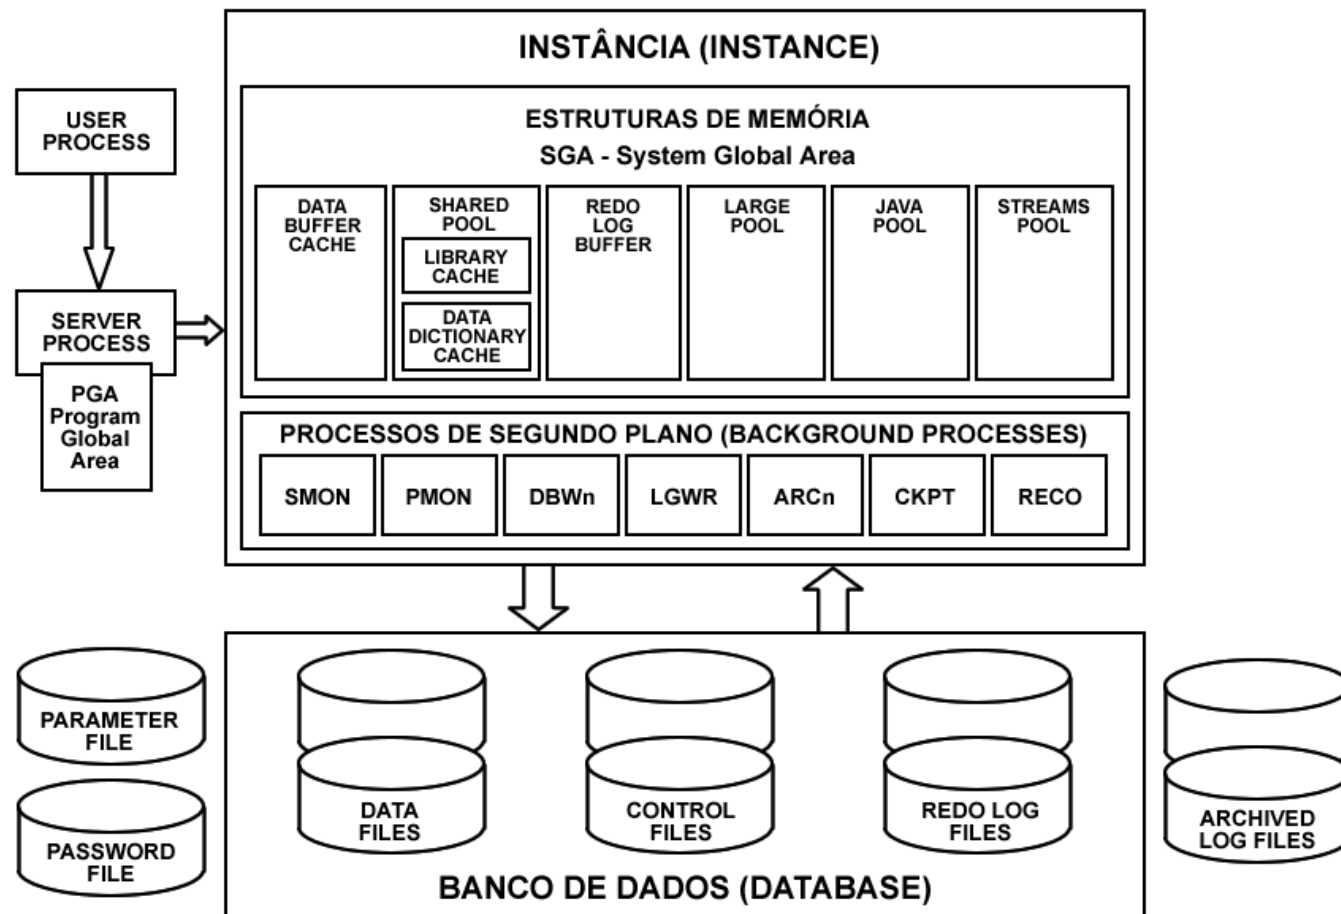 INSTÂNCIA (INSTANCE)
USER
PROCESS
SERVER
PROCESS
PGA
Program
Global
Area
ESTRUTURAS DE MEMÓRIA
SGA - System Global Area
DATA
BUFFER
CACHE
SHARED
POOL
LIBRARY
CACHE
DATA
DICTIONARY
CACHE
REDO
LOG
BUFFER
LARGE
POOL
JAVA
POOL
STREAMS
POOL
PROCESSOS DE SEGUNDO PLANO (BACKGROUND PROCESSES)
SMON
PMON
DBWn
LGWR
ARCn
CKPT
RECO
PARAMETER
FILE
PASSWORD
FILE
DATA
FILES
CONTROL
FILES
REDO LOG
FILES
ARCHIVED
LOG FILES
BANCO DE DADOS (DATABASE)